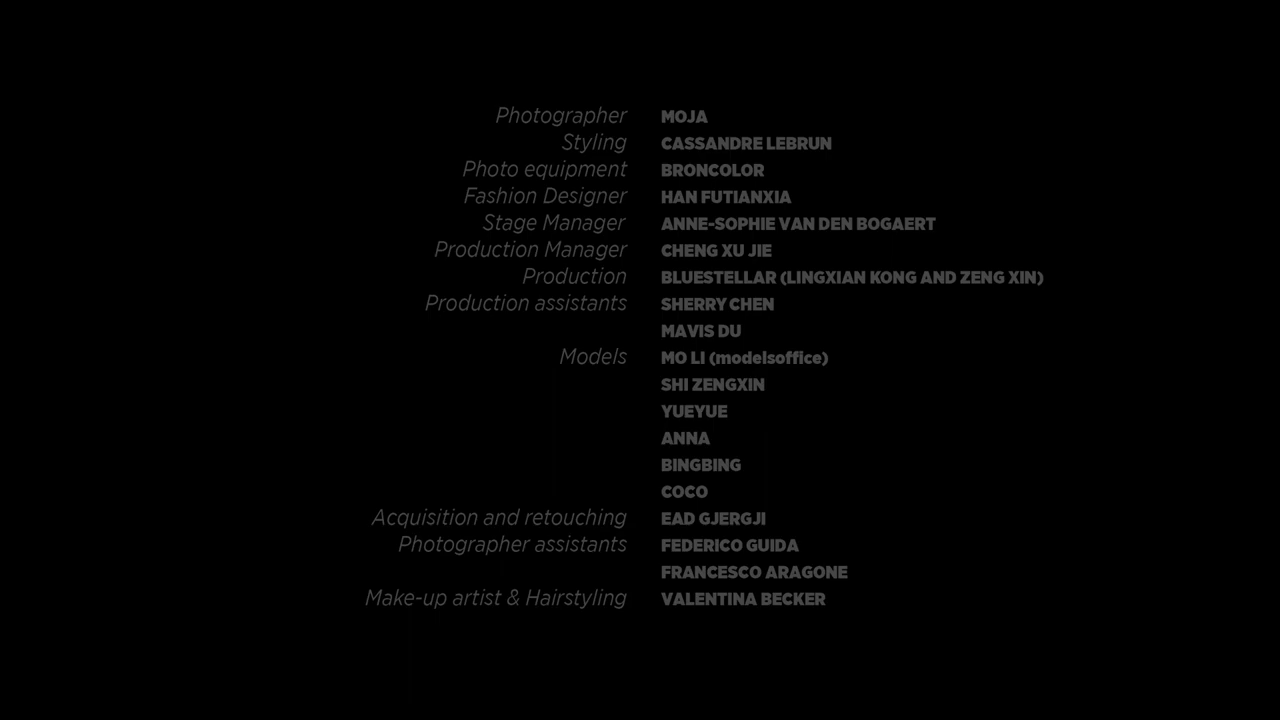 Photographer MOJA
Styling CASSANDRE LEBRUN
Photo equipment BRONCOLOR
Fashion Designer HAN FUTIANXIA
Stage Manager ANNE-SOPHIE VAN DEN BOGAERT
Production Manager CHENG XU JIE
Production BLUESTELLAR (LINGXIAN KONG AND ZENG XIN)
Production assistants SHERRY CHEN
MAVIS DU
Models MO LI (modelsoffice)
SHI ZENGXIN
YUEYUE
ANNA
BINGBING
COCO
Acquisition and retouching EAD GJERGJI
Photographer assistants FEDERICO GUIDA
FRANCESCO ARAGONE
Make-up artist & Hairstyling VALENTINA BECKER